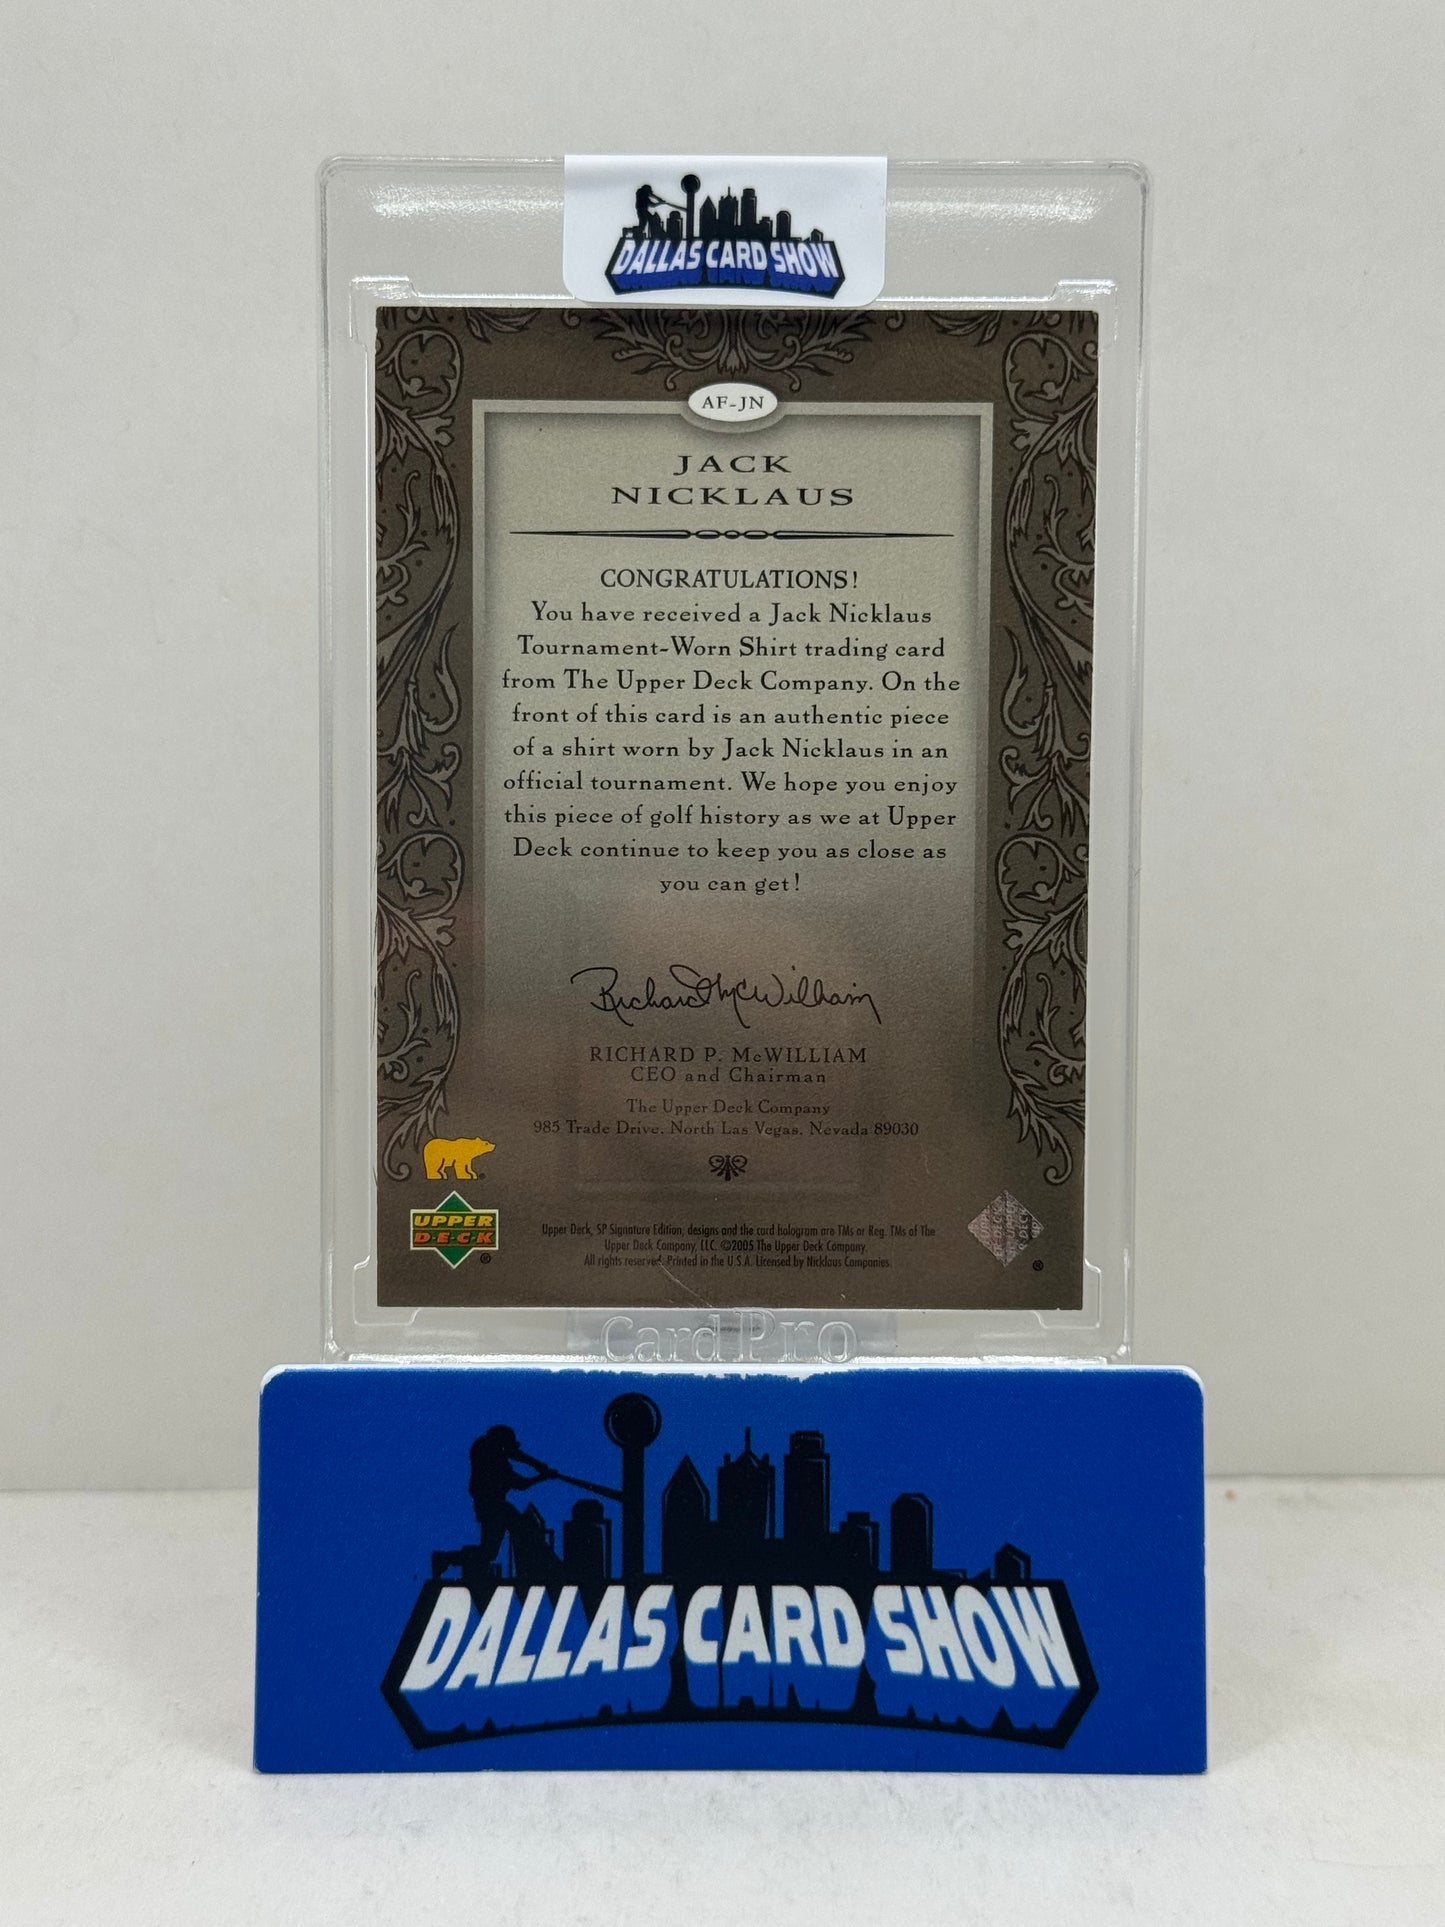 DALLAS CARD SHOW
AF-JN
JACK
NICKLAUS
CONGRATULATIONS!
You have received a Jack Nicklaus
Tournament-Worn Shirt trading card
from The Upper Deck Company. On the
front of this card is an authentic piece
of a shirt worn by Jack Nicklaus in an
official tournament. We hope you enjoy
this piece of golf history as we at Upper
Deck continue to keep you as close as
you can get!
Richard P McWilliam
RICHARD P. McWILLIAM
CEO and Chairman
The Upper Deck Company
985 Trade Drive. North Las Vegas. Nevada 89030
UPPER
D·E·C·K
®
Upper Deck, SP Signature Edition, designs and the card hologram are TMs or Reg. TMs of The
Upper Deck Company, LLC. ©2005 The Upper Deck Company.
All rights reserved. Printed in the U.S.A. Licensed by Nicklaus Companies.
®
Card Pro
DALLAS CARD SHOW